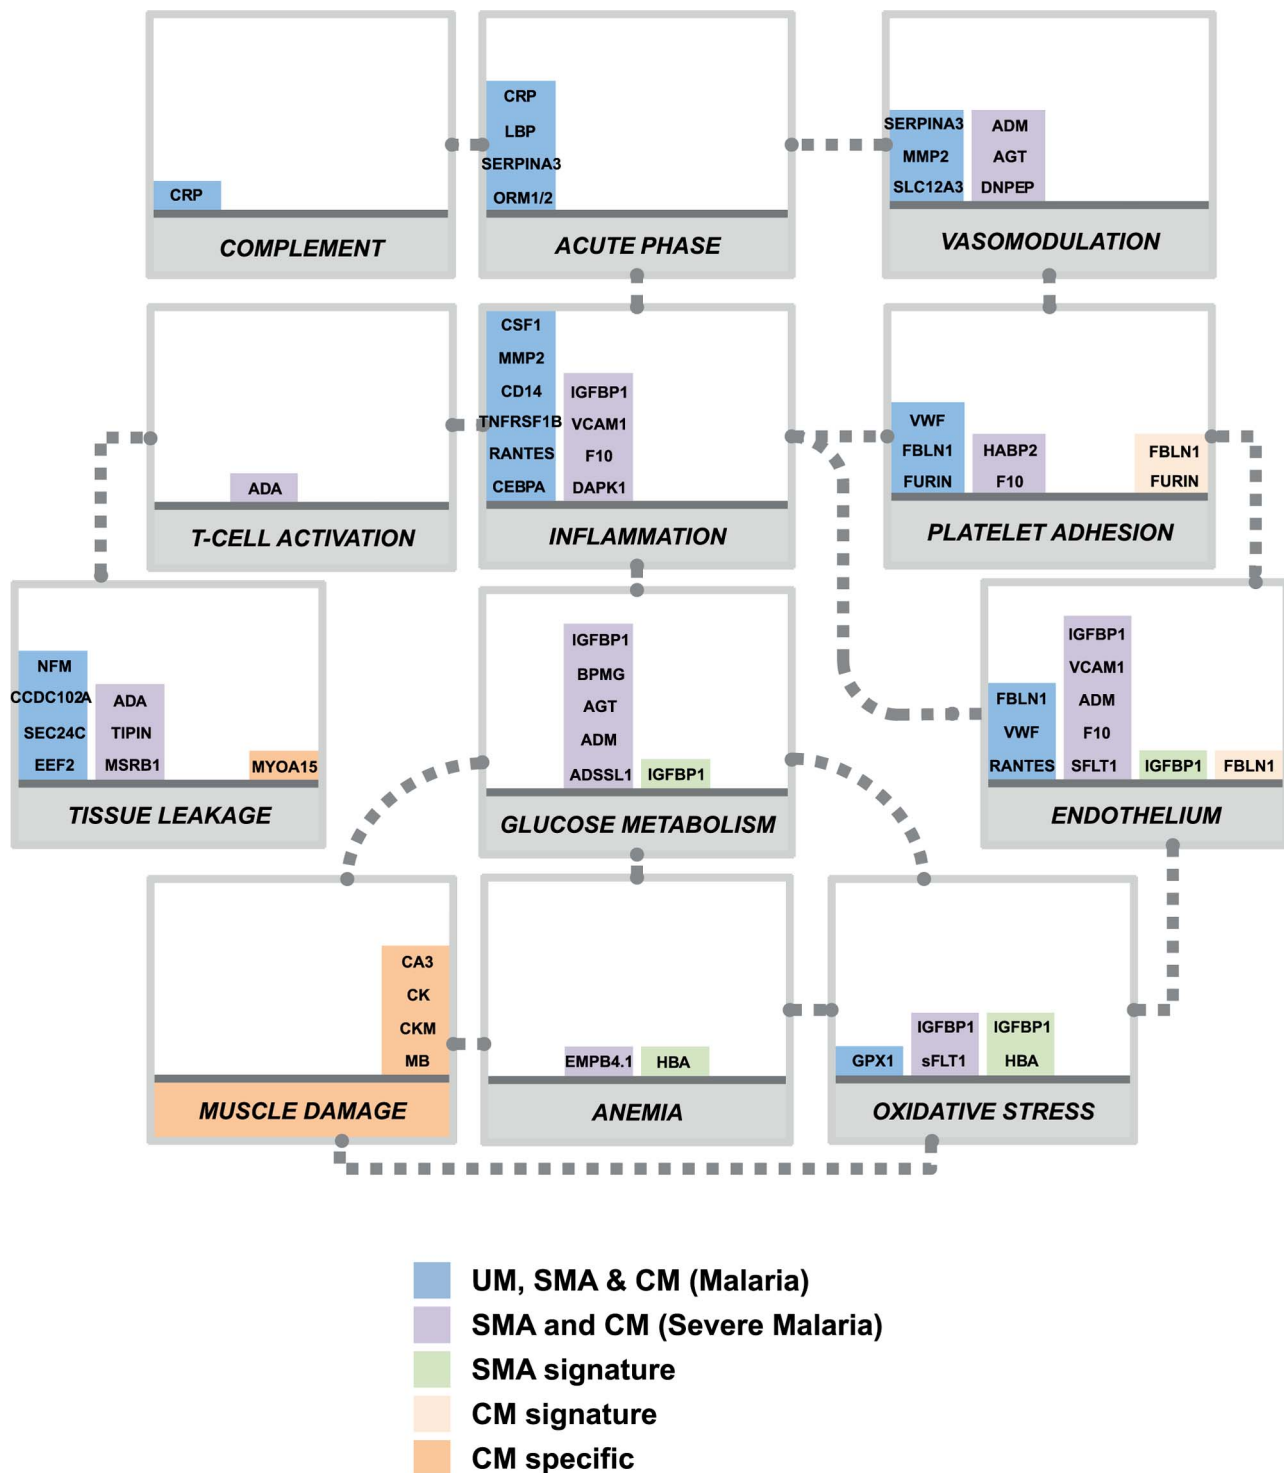 CRP
COMPLEMENT
CRP
LBP
SERPINA3
ORM1/2
ACUTE PHASE
SERPINA3
MMP2
SLC12A3
ADM
AGT
DNPEP
VASOMODULATION
ADA
T-CELL ACTIVATION
CSF1
MMP2
CD14
TNFRSF1B
RANTES
CEBPA
IGFBP1
VCAM1
F10
DAPK1
INFLAMMATION
VWF
FBLN1
FURIN
HABP2
F10
FBLN1
FURIN
PLATELET ADHESION
NFM
CCDC102A
SEC24C
EEF2
ADA
TIPIN
MSRB1
MYOA15
TISSUE LEAKAGE
IGFBP1
BPMG
AGT
ADM
ADSSL1
IGFBP1
GLUCOSE METABOLISM
FBLN1
VWF
RANTES
IGFBP1
VCAM1
ADM
F10
SFLT1
IGFBP1
FBLN1
ENDOTHELIUM
CA3
CK
CKM
MB
MUSCLE DAMAGE
EMPB4.1
HBA
ANEMIA
GPX1
IGFBP1
sFLT1
IGFBP1
HBA
OXIDATIVE STRESS
UM, SMA & CM (Malaria)
SMA and CM (Severe Malaria)
SMA signature
CM signature
CM specific